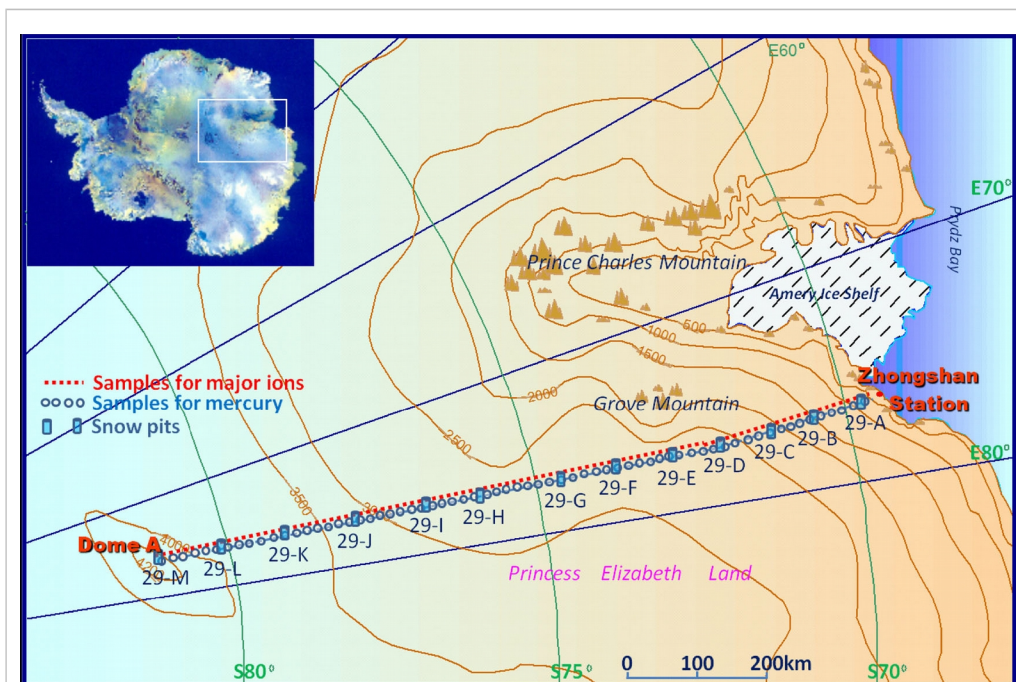 E60°
E70°
Prydz Bay
Prince Charles Mountain
Amery Ice Shelf
500
1000
1500
Samples for major ions
Samples for mercury
Snow pits
2000
Grove Mountain
Zhongshan
Station
29-A
29-B
29-C
29-D
29-E
29-F
29-G
29-H
29-I
29-J
29-K
29-L
29-M
2500
E80°
3500
4000
Dome A
Princess Elizabeth Land
0 100 200km
S80°
S75°
S70°